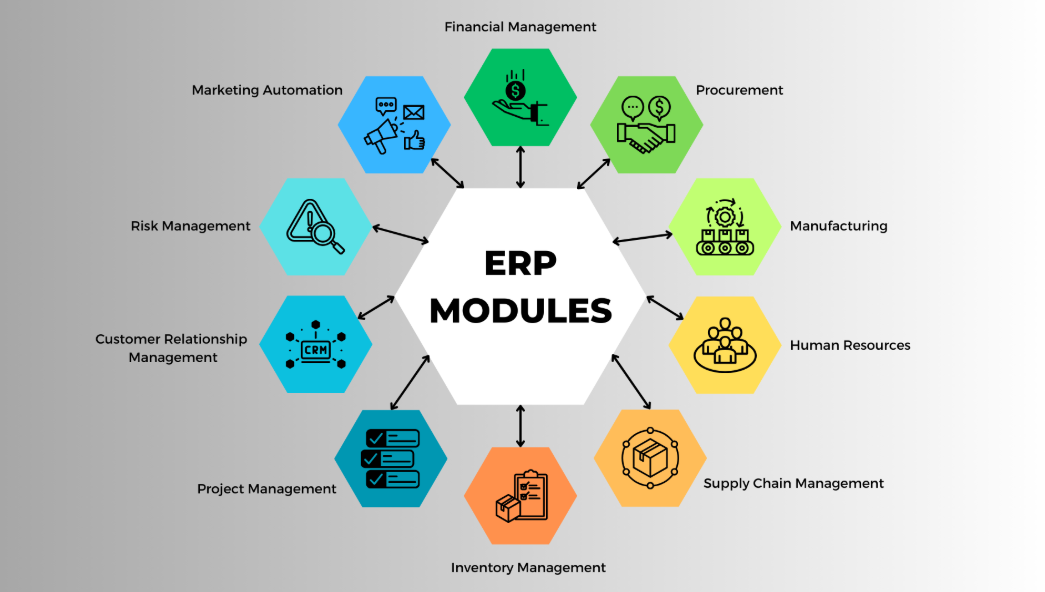 Financial Management
Marketing Automation
Procurement
Risk Management
Manufacturing
ERP
MODULES
Customer Relationship
Management
CRM
Human Resources
Project Management
Supply Chain Management
Inventory Management